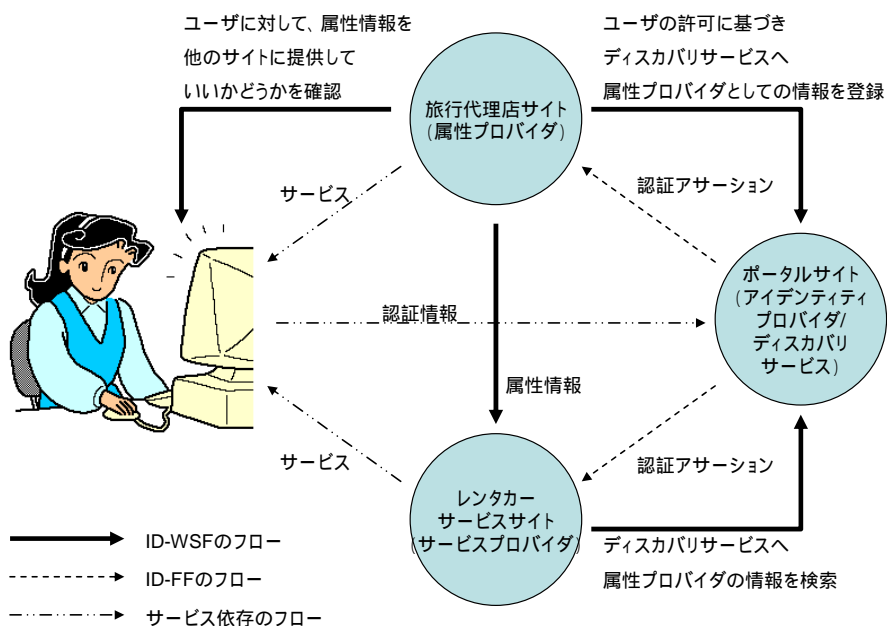 ユーザに対して、属性情報を
他のサイトに提供して
いいかどうかを確認
ユーザの許可に基づき
ディスカバリサービスへ
属性プロバイダとしての情報を登録
旅行代理店サイト
(属性プロバイダ)
サービス
認証アサーション
ポータルサイト
(アイデンティティ
プロバイダ/
ディスカバリ
サービス)
認証情報
属性情報
サービス
認証アサーション
レンタカー
サービスサイト
(サービスプロバイダ)
ディスカバリサービスへ
属性プロバイダの情報を検索
ID-WSFのフロー
ID-FFのフロー
サービス依存のフロー